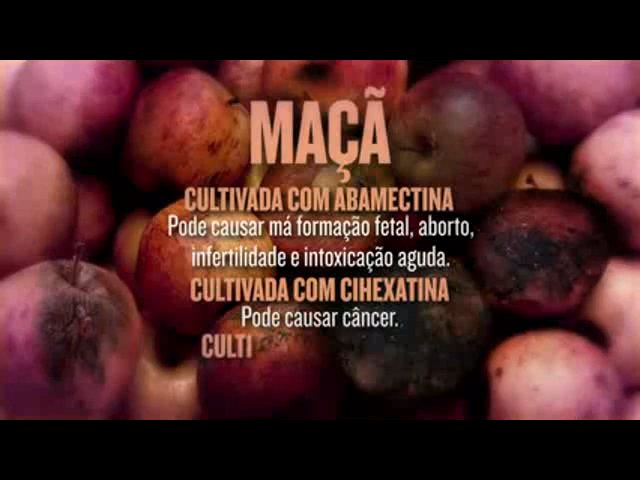 MAÇÃ
CULTIVADA COM ABAMECTINA
Pode causar má formação fetal, aborto,
infertilidade e intoxicação aguda.
CULTIVADA COM CIHEXATINA
Pode causar câncer.
CULTI